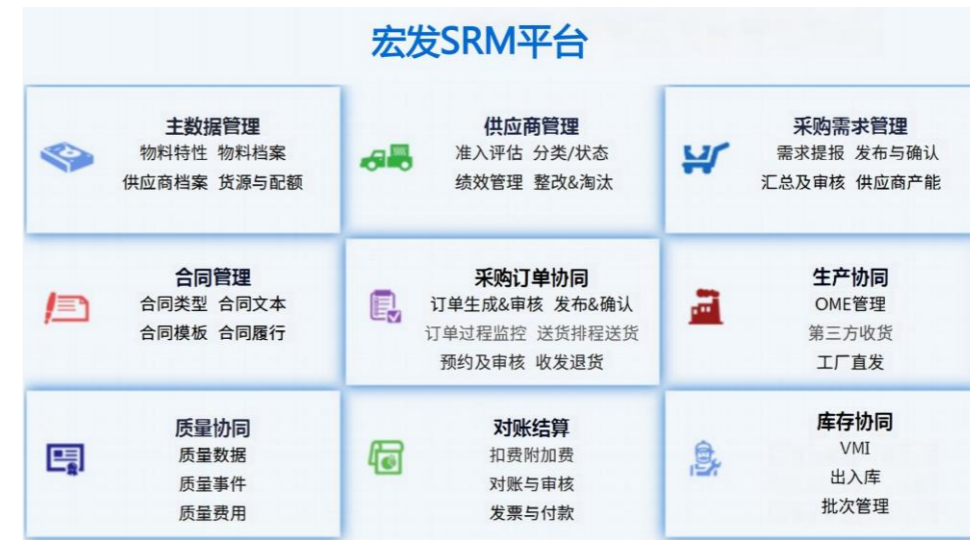 宏发SRM平台
主数据管理
物料特性 物料档案
供应商档案 货源与配额
供应商管理
准入评估 分类/状态
绩效管理 整改&淘汰
采购需求管理
需求提报 发布与确认
汇总及审核 供应商产能
合同管理
合同类型 合同文本
合同模板 合同履行
采购订单协同
订单生成&审核 发布&确认
订单过程监控 送货排程送货
预约及审核 收发退货
生产协同
OME管理
第三方收货
工厂直发
质量协同
质量数据
质量事件
质量费用
对账结算
扣费附加费
对账与审核
发票与付款
库存协同
VMI
出入库
批次管理